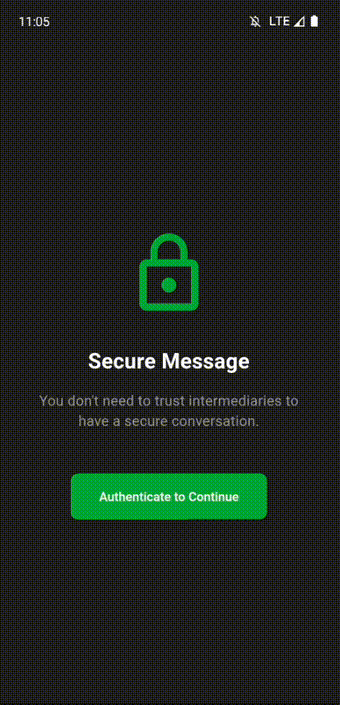 11:05 LTE
Secure Message
You don't need to trust intermediaries to
have a secure conversation.
Authenticate to Continue